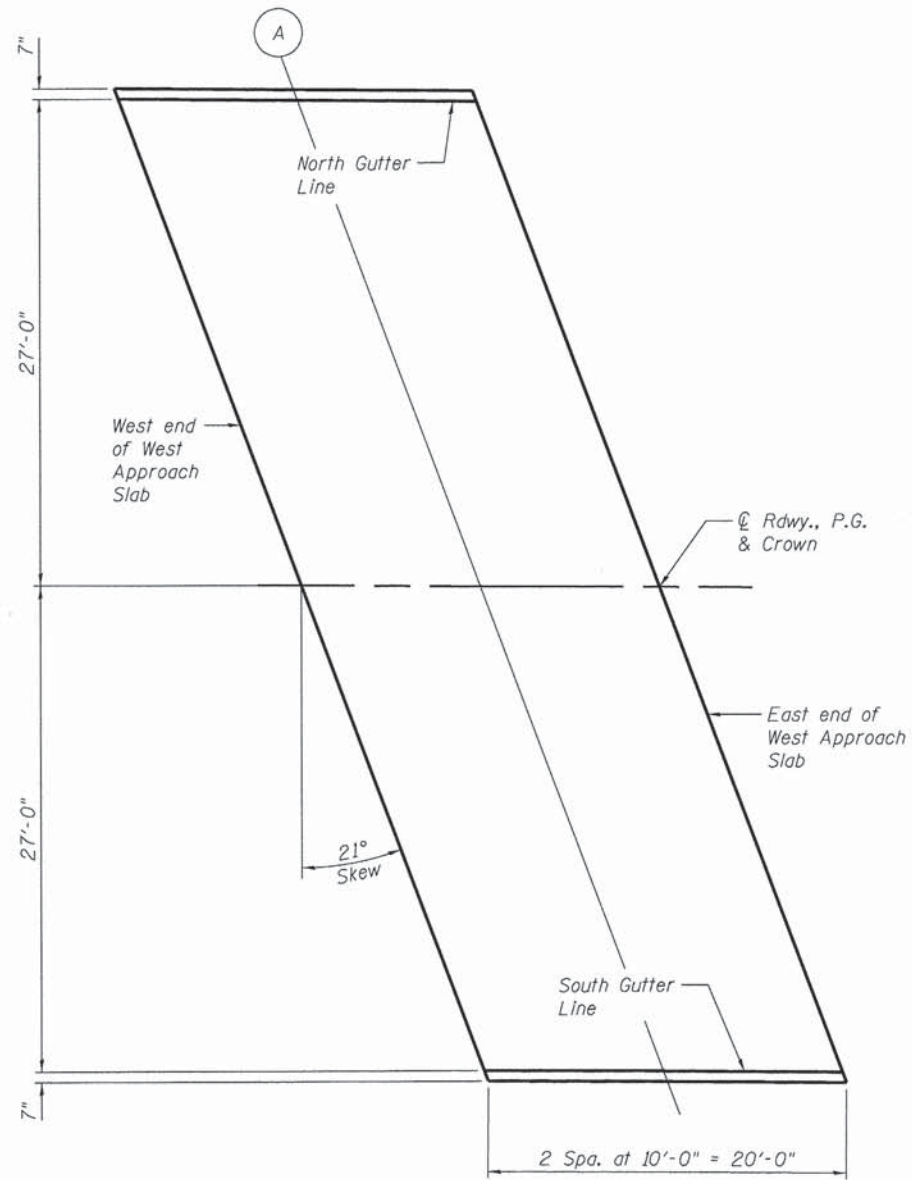 A
7"
North Gutter
Line
27'-0"
West end
of West
Approach
Slab
℄ Rdwy., P.G.
& Crown
East end of
West Approach
Slab
27'-0"
21°
Skew
South Gutter
Line
7"
2 Spa. at 10'-0" = 20'-0"